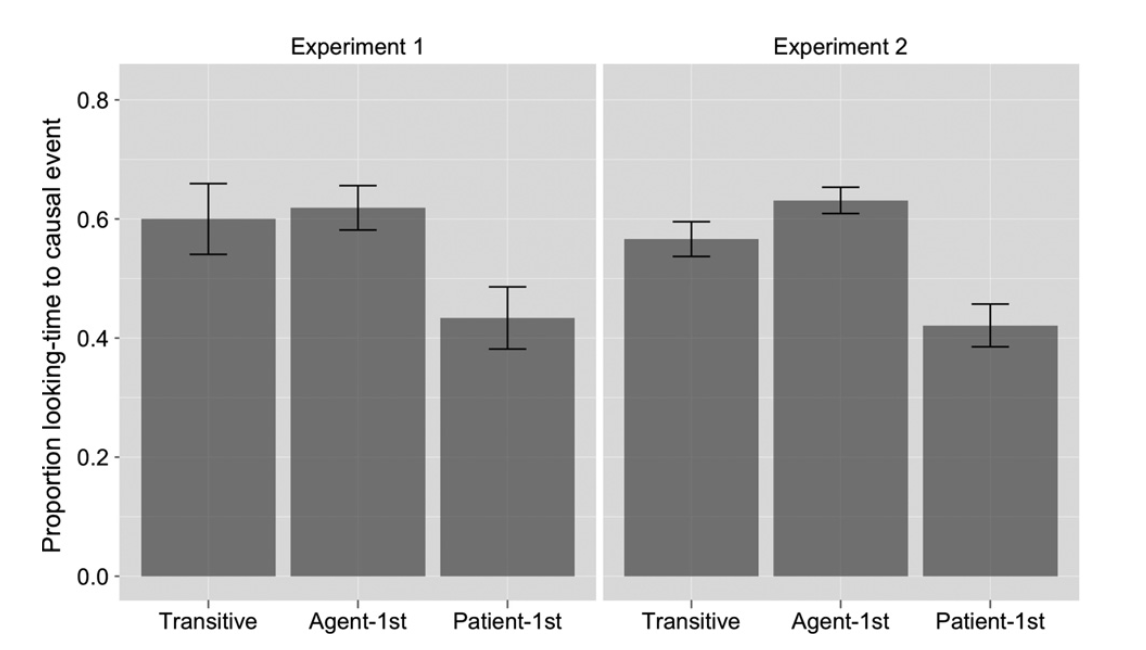 Experiment 1
Experiment 2
Proportion looking-time to causal event
0.8
0.6
0.4
0.2
0.0
Transitive Agent-1st Patient-1st
Transitive Agent-1st Patient-1st